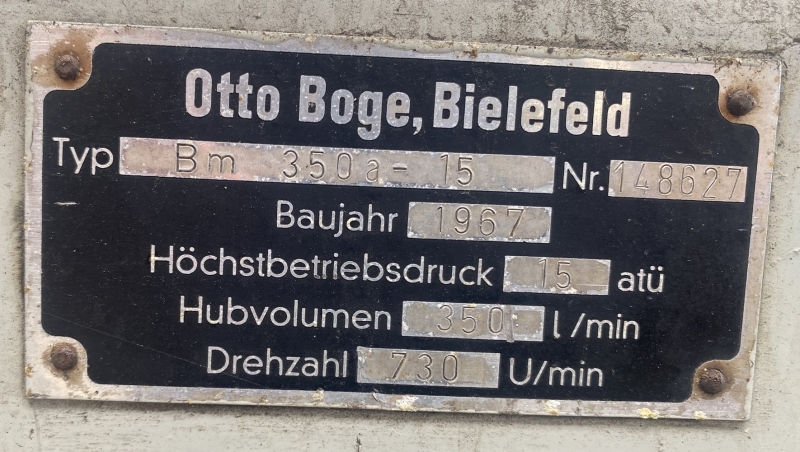 Otto Boge, Bielefeld
Typ Bm 350a-15 Nr. 148627
Baujahr 1967
Höchstbetriebsdruck 15 atü
Hubvolumen 350 l/min
Drehzahl 730 U/min